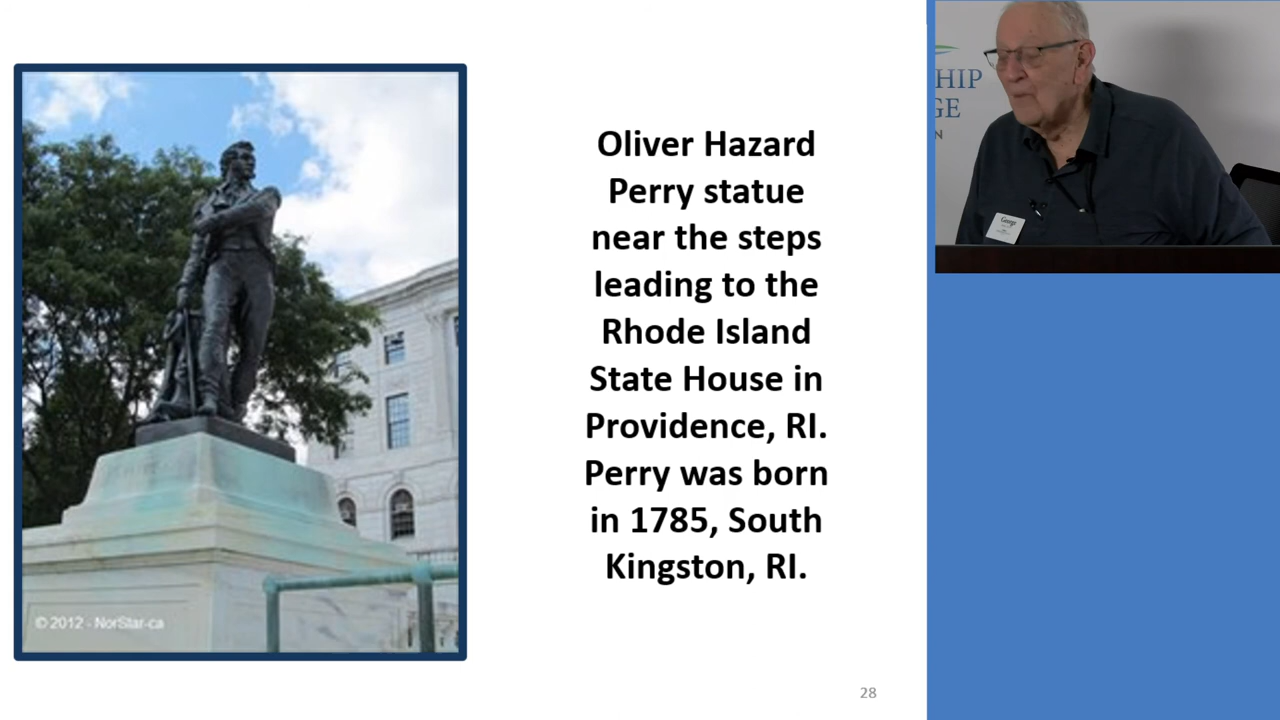 Oliver Hazard
Perry statue
near the steps
leading to the
Rhode Island
State House in
Providence, RI.
Perry was born
in 1785, South
Kingston, RI.
© 2012 - NorStar-ca
28
HIP
GE
N
George